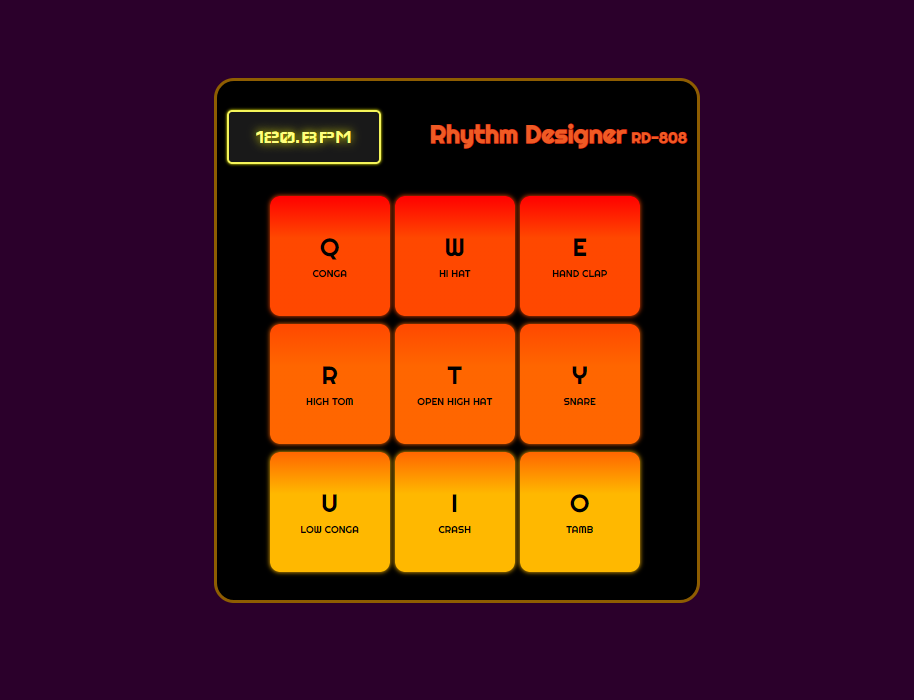 120.BPM
Rhythm Designer RD-808
Q W E
CONGA HI HAT HAND CLAP
R T Y
HIGH TOM OPEN HIGH HAT SNARE
U I O
LOW CONGA CRASH TAMB